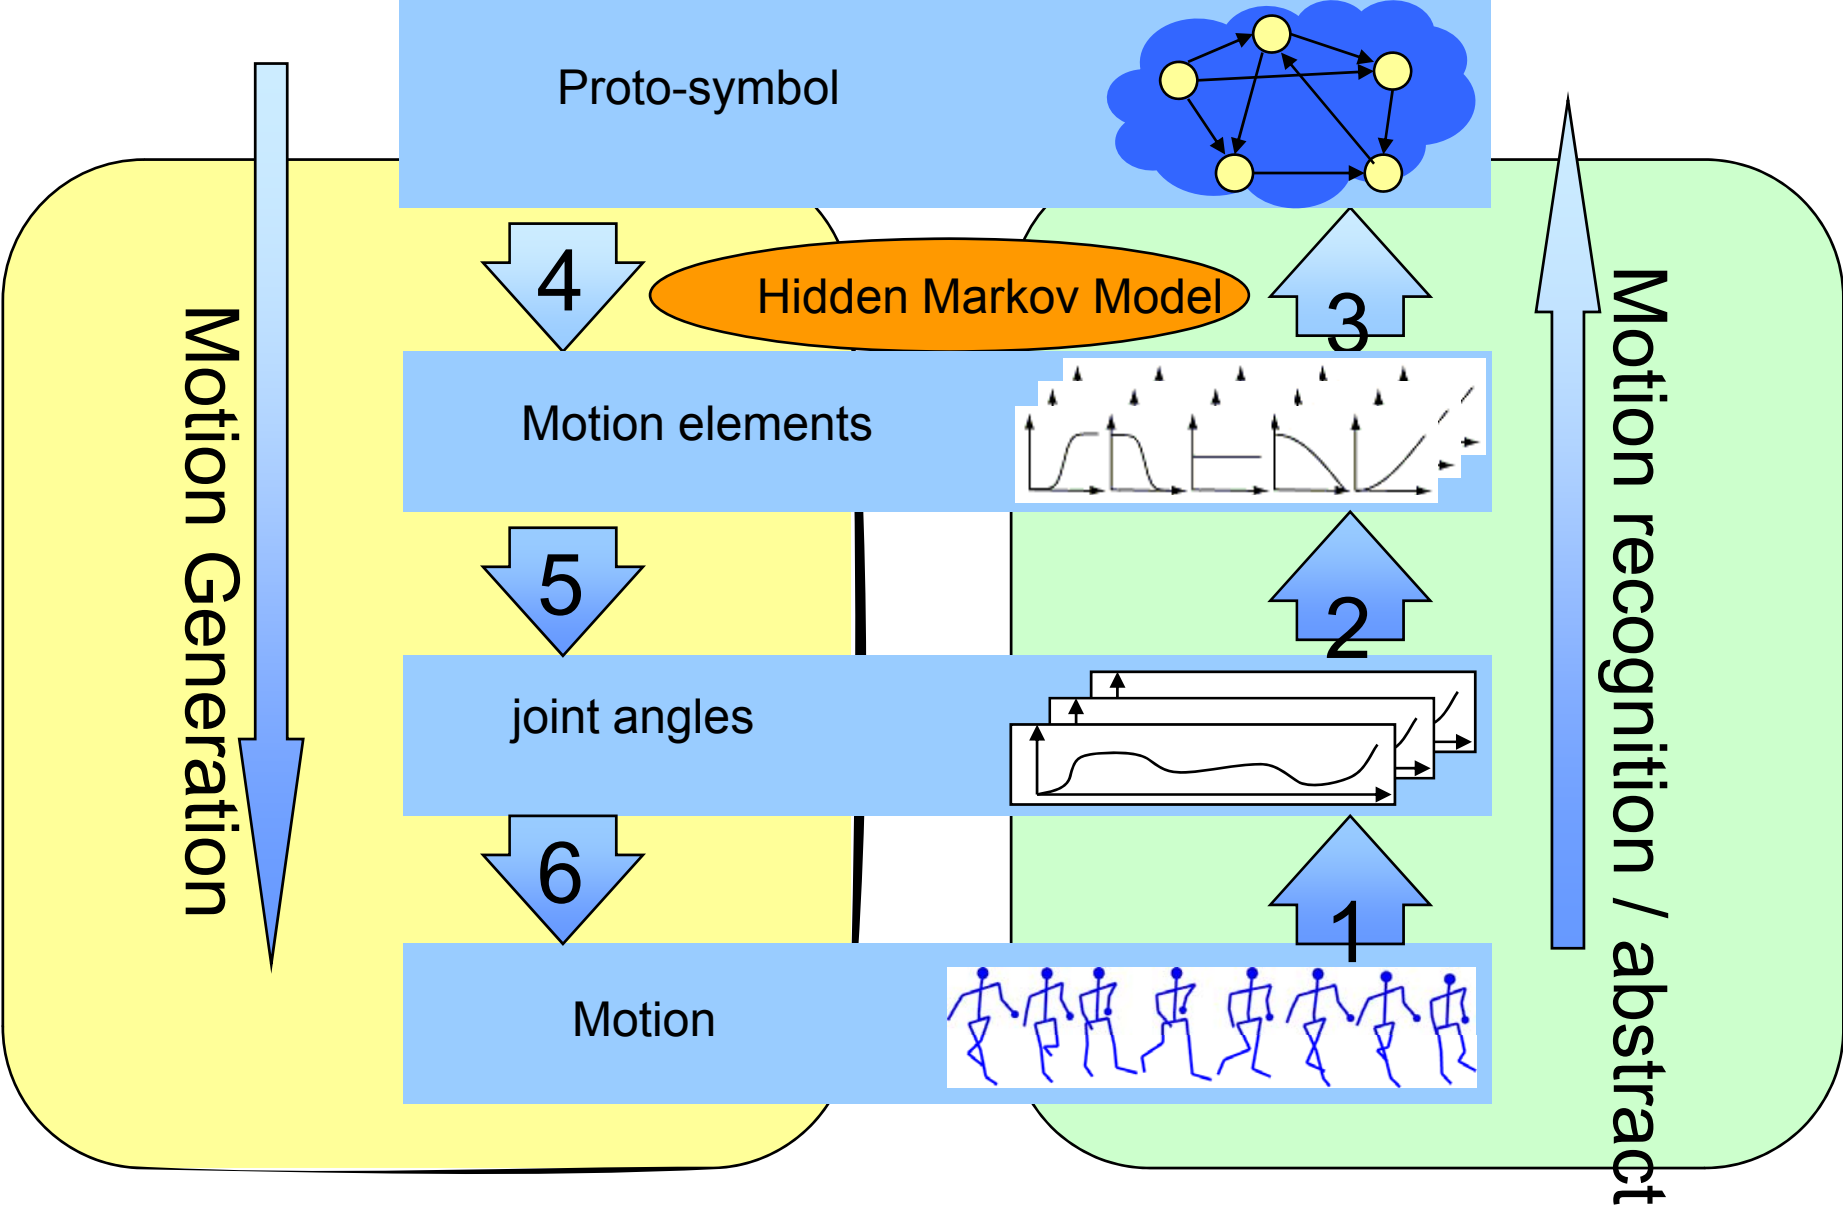 Proto-symbol
4
Hidden Markov Model
3
Motion elements
5
2
joint angles
6
1
Motion
Motion Generation
Motion recognition / abstract